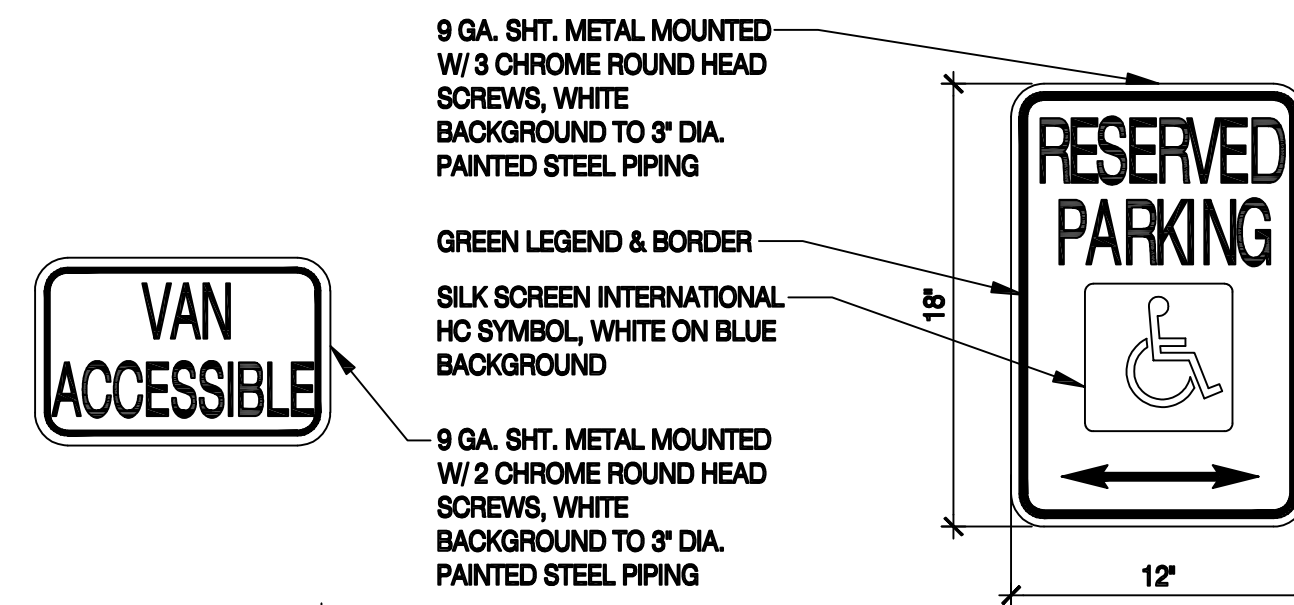 9 GA. SHT. METAL MOUNTED
W/ 3 CHROME ROUND HEAD
SCREWS, WHITE
BACKGROUND TO 3" DIA.
PAINTED STEEL PIPING
GREEN LEGEND & BORDER
SILK SCREEN INTERNATIONAL
HC SYMBOL, WHITE ON BLUE
BACKGROUND
9 GA. SHT. METAL MOUNTED
W/ 2 CHROME ROUND HEAD
SCREWS, WHITE
BACKGROUND TO 3" DIA.
PAINTED STEEL PIPING
VAN
ACCESSIBLE
RESERVED
PARKING
18"
12"